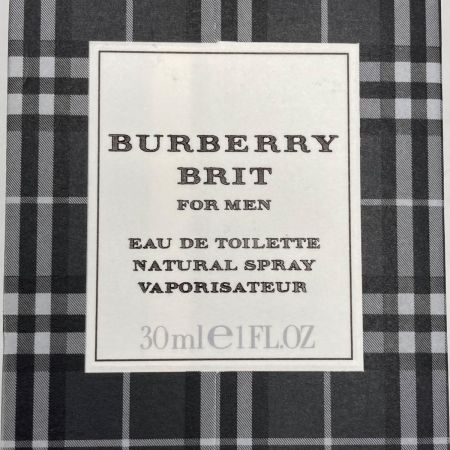 BURBERRY
BRIT
FOR MEN
EAU DE TOILETTE
NATURAL SPRAY
VAPORISATEUR
30ml℮1FL.OZ